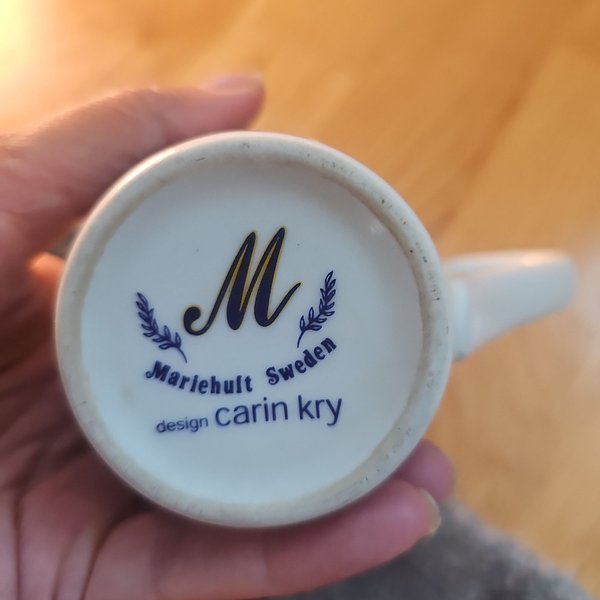 M
Mariehult Sweden
design carin kry